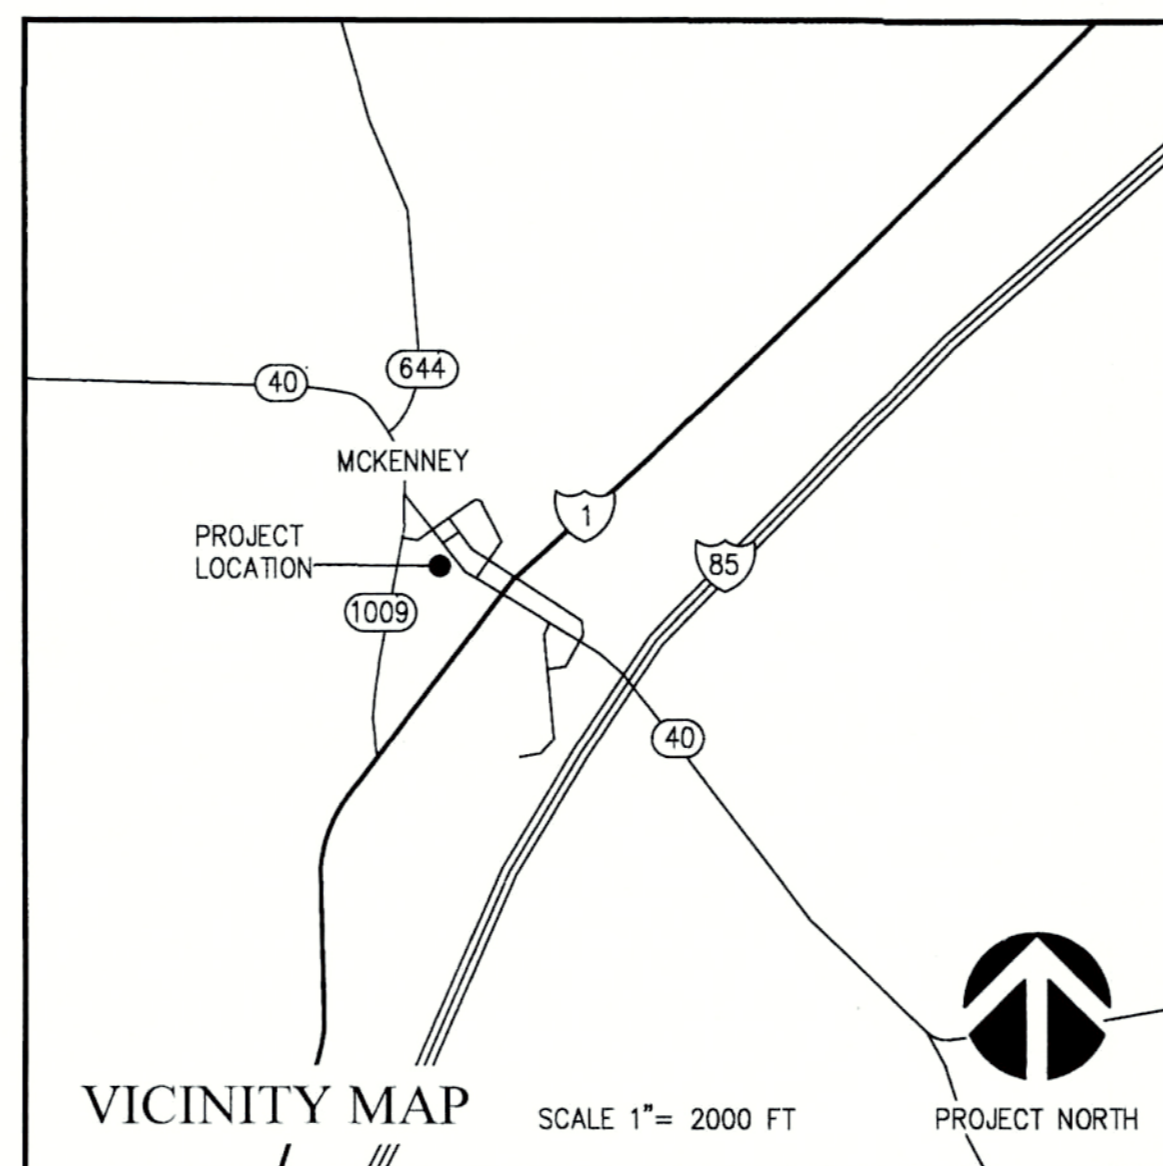 644
40
MCKENNEY
1
PROJECT
LOCATION
85
1009
40
VICINITY MAP
SCALE 1"= 2000 FT
PROJECT NORTH